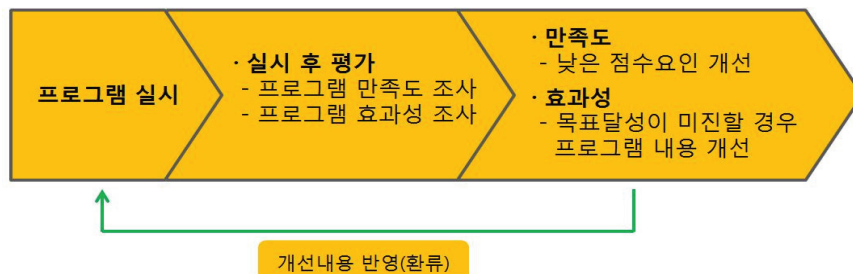 프로그램 실시
· 실시 후 평가
- 프로그램 만족도 조사
- 프로그램 효과성 조사
· 만족도
- 낮은 점수요인 개선
· 효과성
- 목표달성이 미진할 경우
프로그램 내용 개선
개선내용 반영(환류)